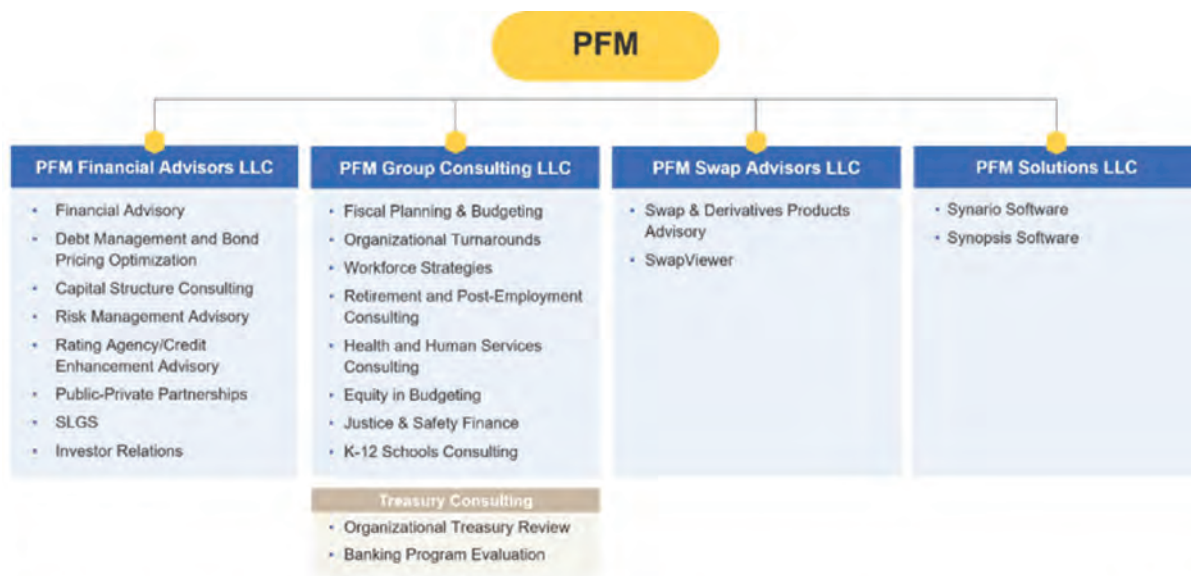 PFM
PFM Financial Advisors LLC
• Financial Advisory
• Debt Management and Bond
Pricing Optimization
• Capital Structure Consulting
• Risk Management Advisory
• Rating Agency/Credit
Enhancement Advisory
• Public-Private Partnerships
• SLGS
• Investor Relations
PFM Group Consulting LLC
• Fiscal Planning & Budgeting
• Organizational Turnarounds
• Workforce Strategies
• Retirement and Post-Employment
Consulting
• Health and Human Services
Consulting
• Equity in Budgeting
• Justice & Safety Finance
• K-12 Schools Consulting
Treasury Consulting
• Organizational Treasury Review
• Banking Program Evaluation
PFM Swap Advisors LLC
• Swap & Derivatives Products
Advisory
• SwapViewer
PFM Solutions LLC
• Synario Software
• Synopsis Software